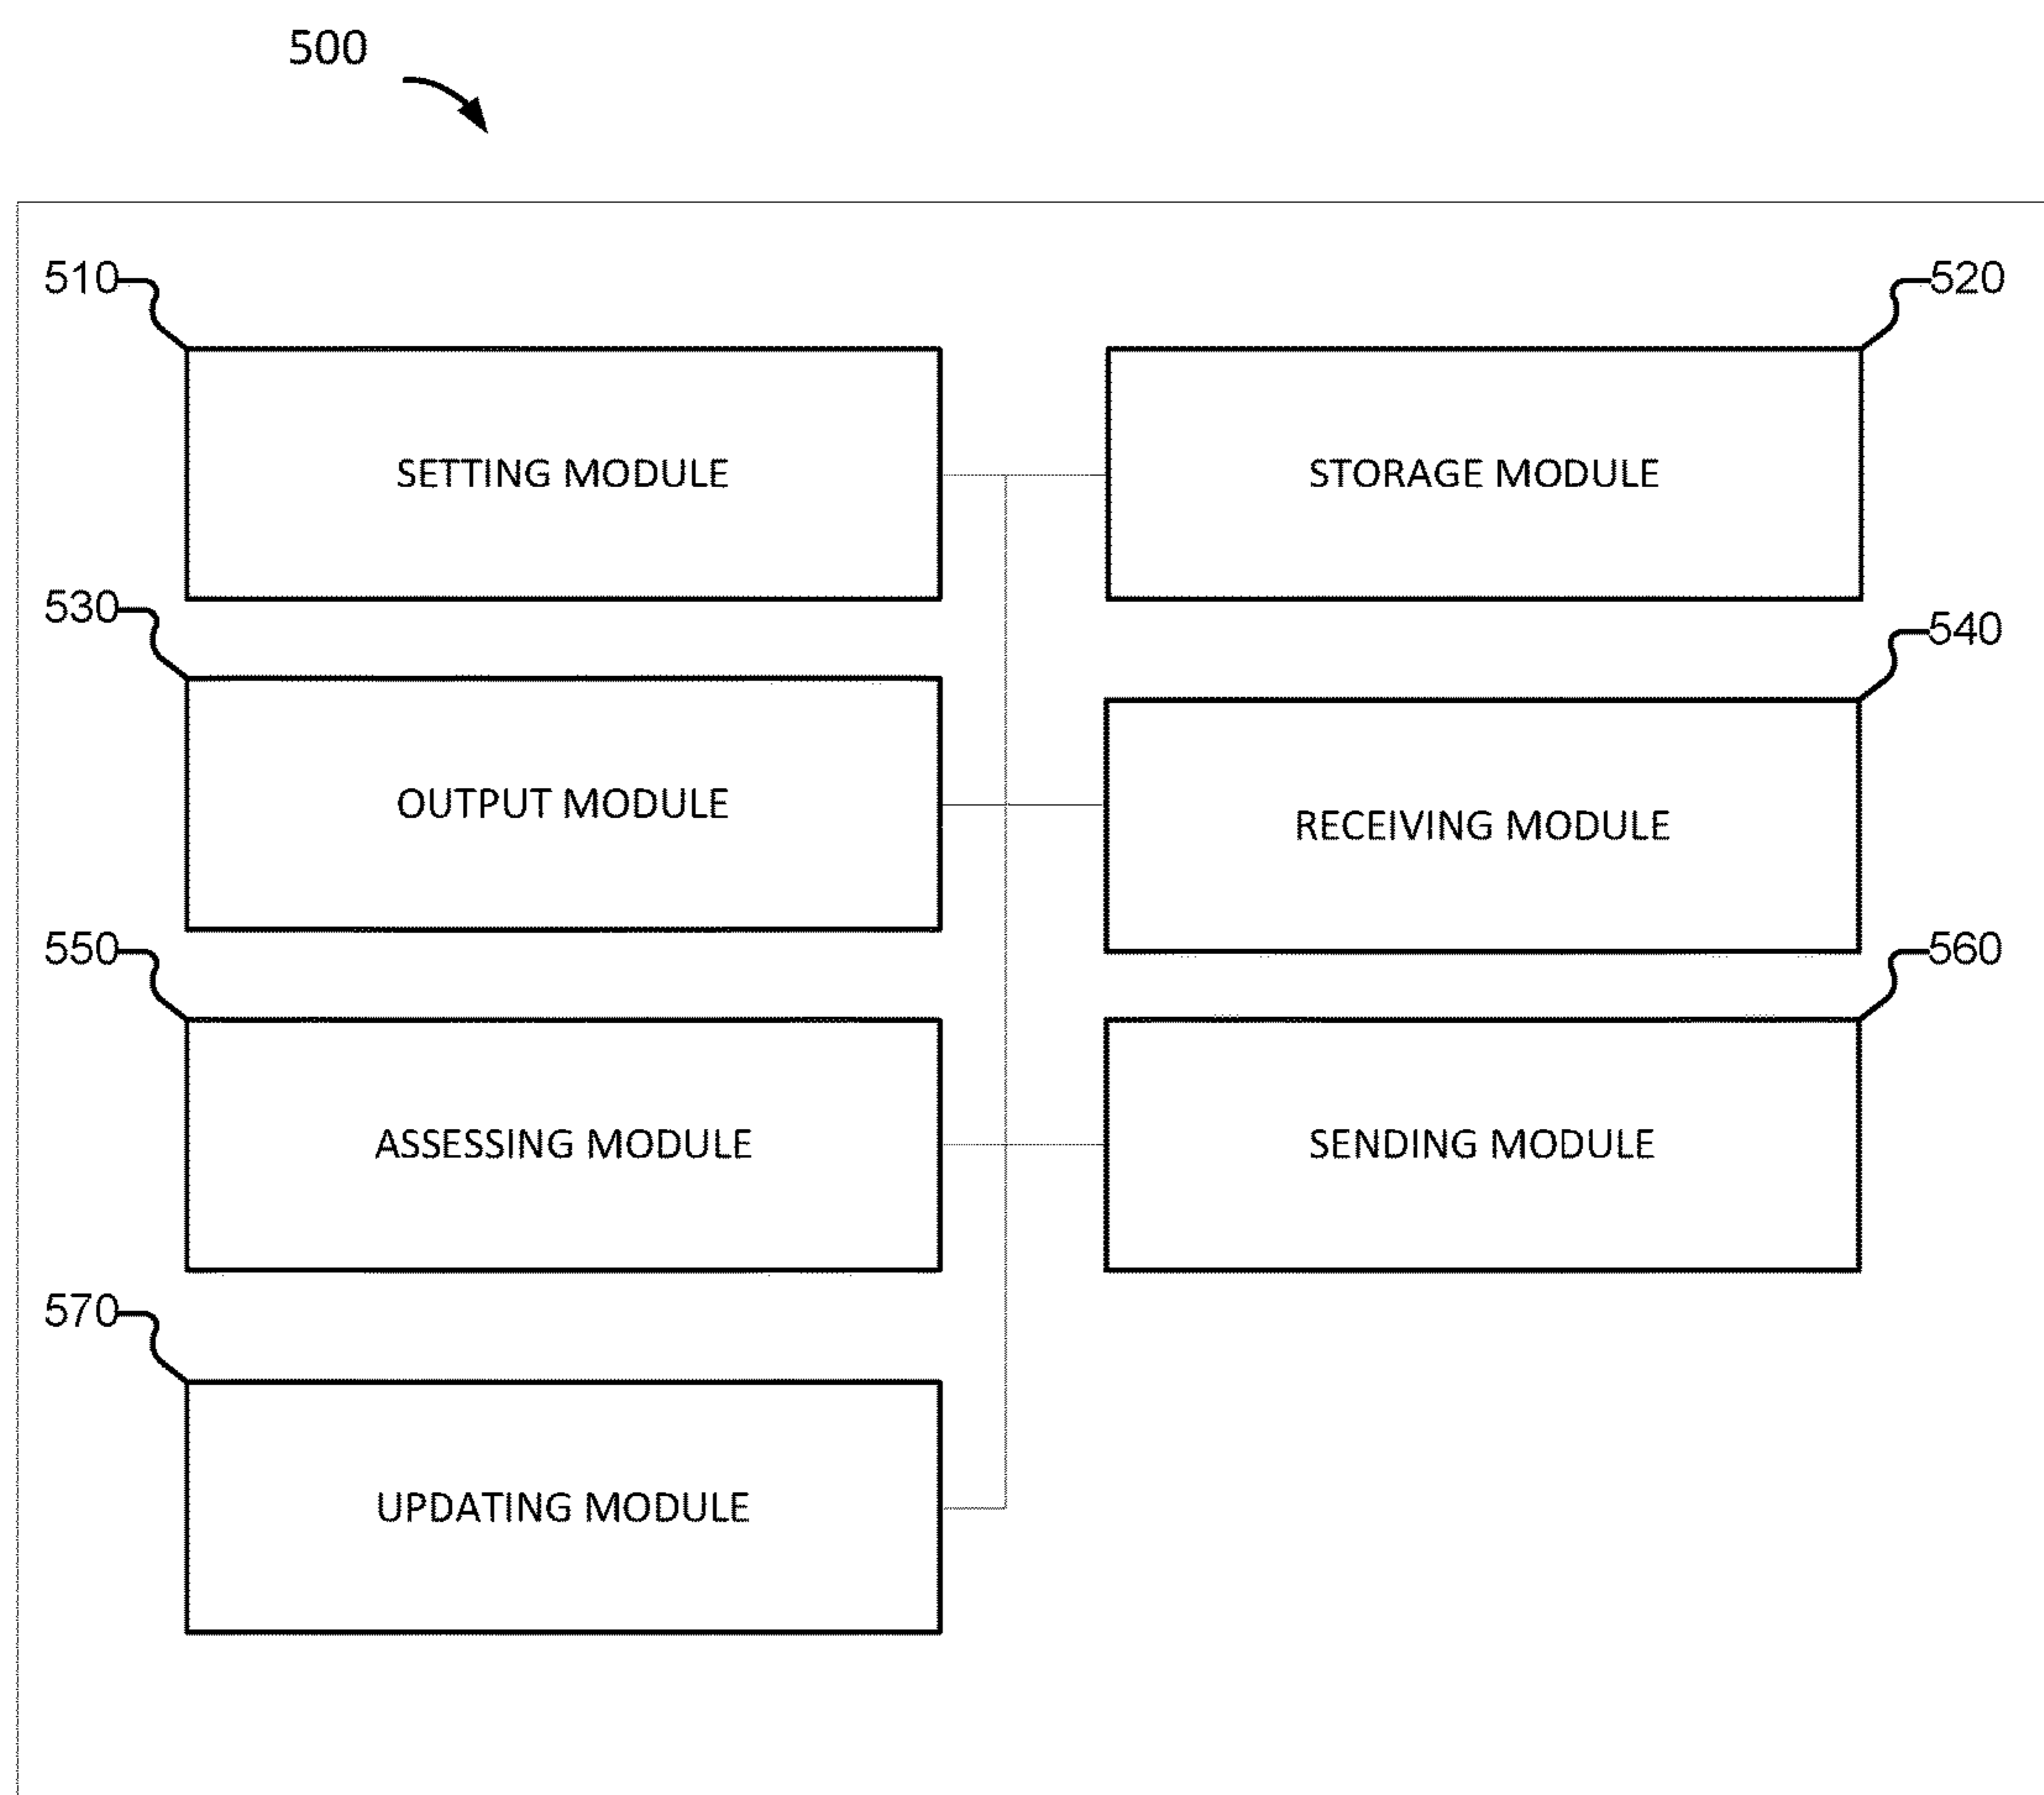 500
510
520
SETTING MODULE
STORAGE MODULE
530
540
OUTPUT MODULE
RECEIVING MODULE
550
560
ASSESSING MODULE
SENDING MODULE
570
UPDATING MODULE